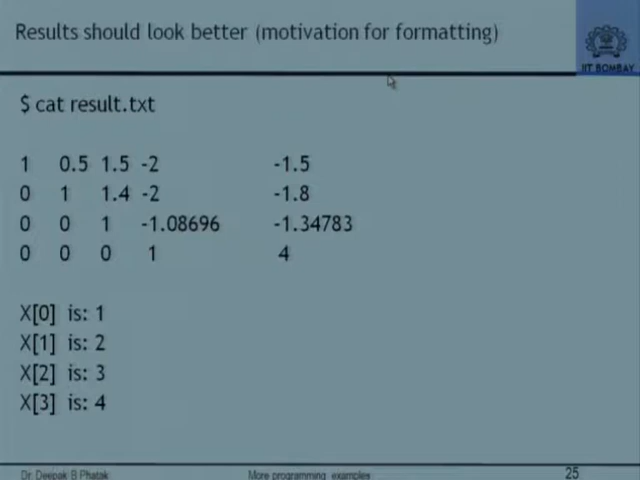 Results should look better (motivation for formatting)
IIT BOMBAY
$ cat result.txt
1 0.5 1.5 -2 -1.5
0 1 1.4 -2 -1.8
0 0 1 -1.08696 -1.34783
0 0 0 1 4
X[0] is: 1
X[1] is: 2
X[2] is: 3
X[3] is: 4
Dr. Deepak B Phatak More programming examples 25